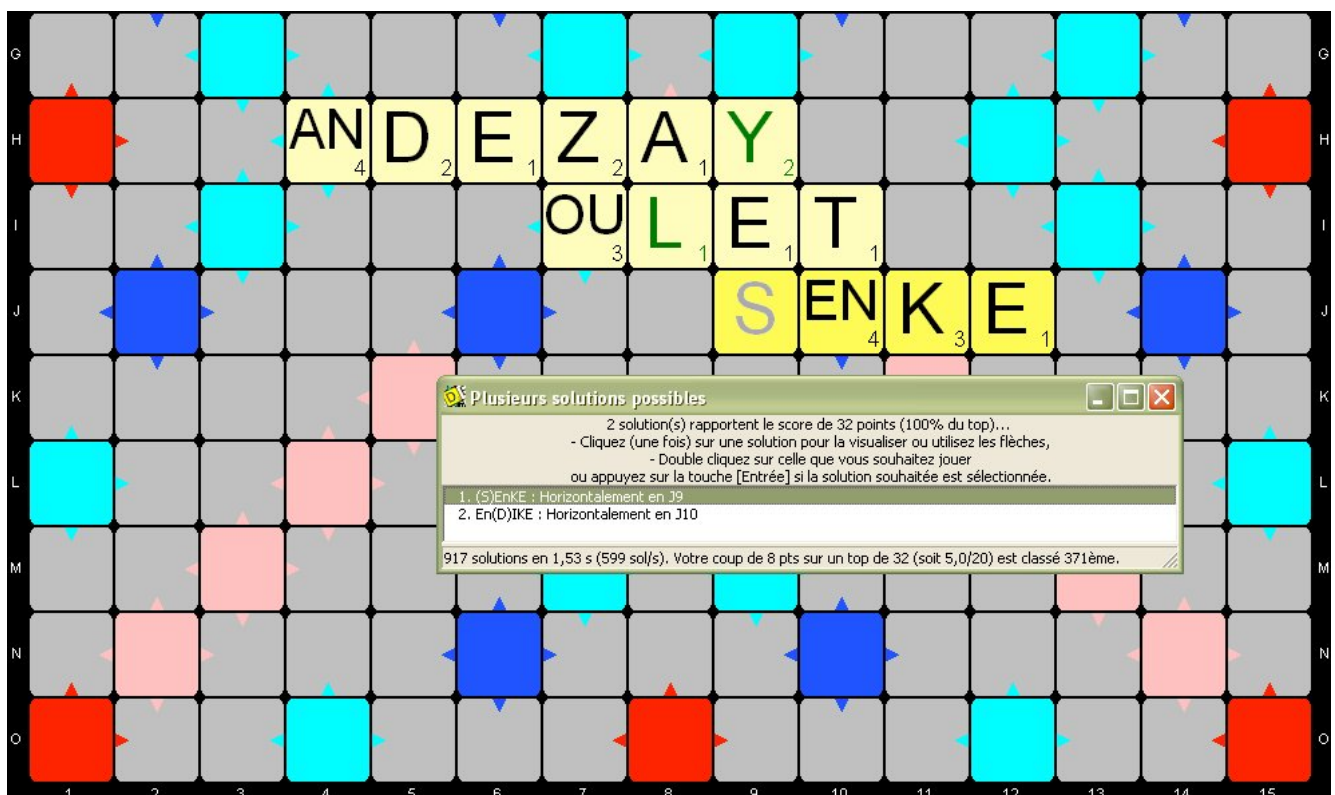 G G
H AN 4 D 2 E 1 Z 2 A 1 Y 2 H
I OU 3 L 1 E 1 T 1 I
J S EN 4 K 3 E 1 J
K K
Plusieurs solutions possibles
2 solution(s) rapportent le score de 32 points (100% du top)...
- Cliquez (une fois) sur une solution pour la visualiser ou utilisez les flèches,
- Double cliquez sur celle que vous souhaitez jouer
ou appuyez sur la touche [Entrée] si la solution souhaitée est sélectionnée.
L L
1. (S)EnKE : Horizontalement en J9
2. En(D)IKE : Horizontalement en J10
917 solutions en 1,53 s (599 sol/s). Votre coup de 8 pts sur un top de 32 (soit 5,0/20) est classé 371ème.
M M
N N
O O
1 2 3 4 5 6 7 8 9 10 11 12 13 14 15